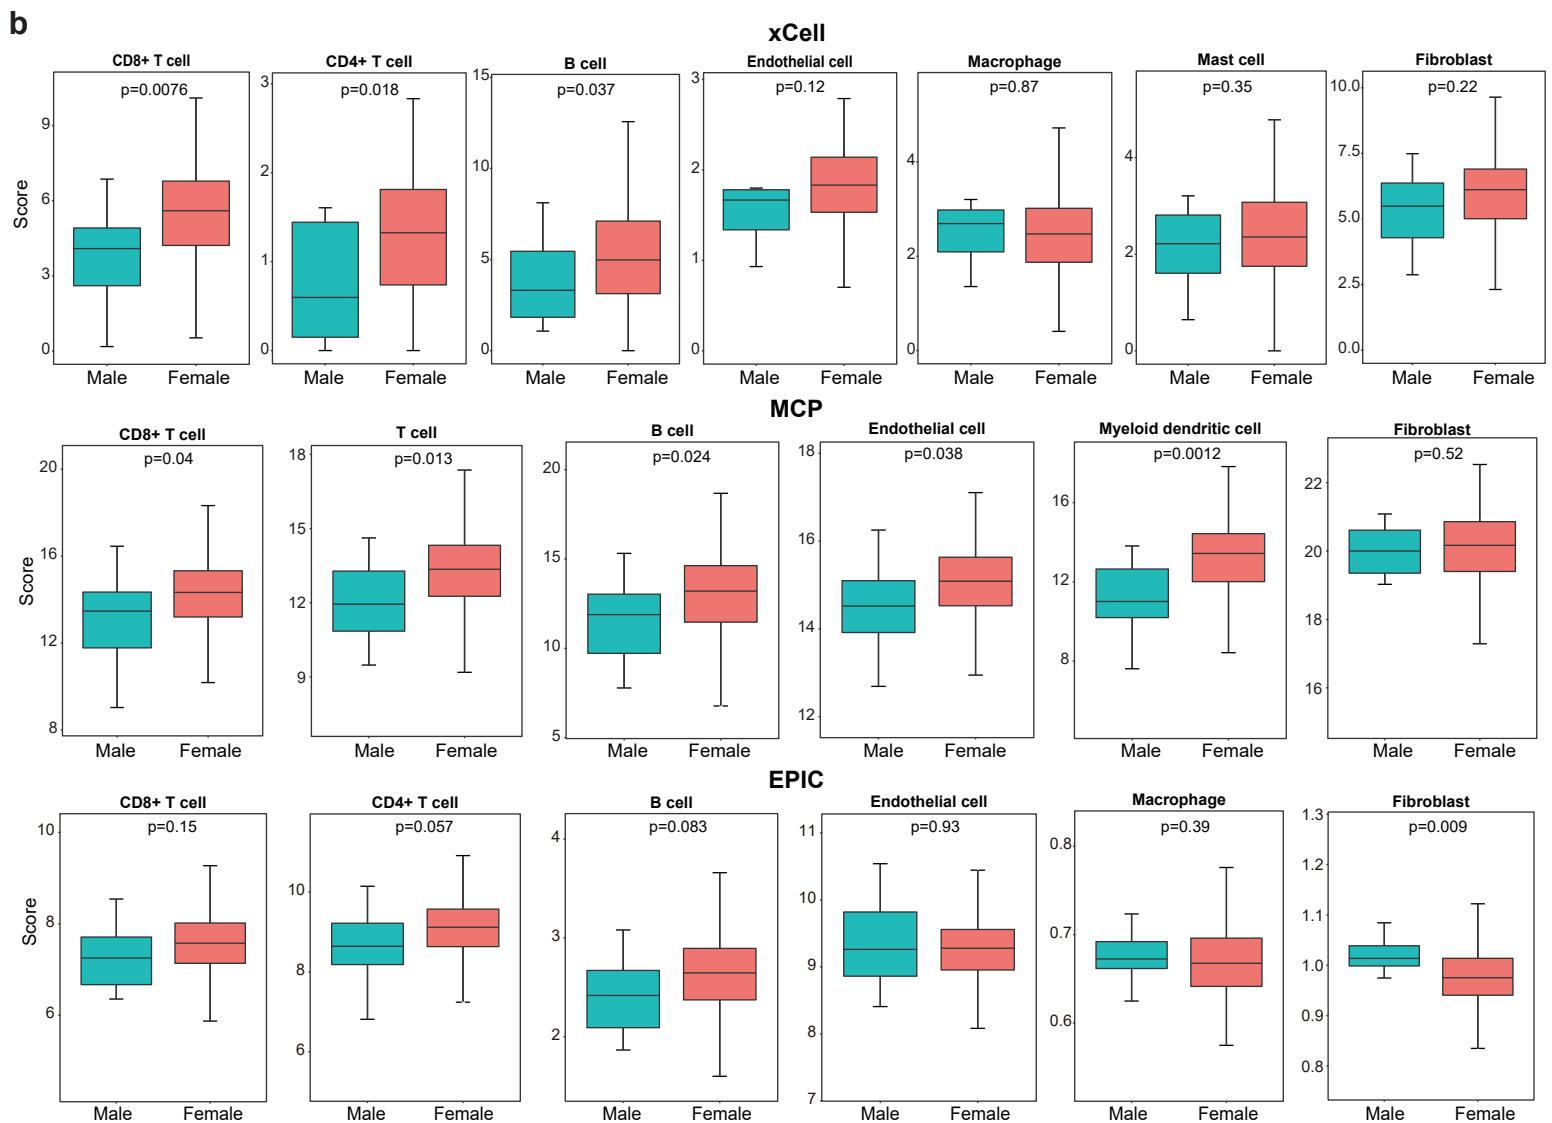 b
xCell
CD8+ T cell CD4+ T cell B cell Endothelial cell Macrophage Mast cell Fibroblast
p=0.0076 p=0.018 p=0.037 p=0.12 p=0.87 p=0.35 p=0.22
Score
9 6 3 0
3 2 1 0
15 10 5 0
3 2 1 0
4 2 0
4 2 0
10.0 7.5 5.0 2.5 0.0
Male Female Male Female Male Female Male Female Male Female Male Female Male Female
MCP
CD8+ T cell T cell B cell Endothelial cell Myeloid dendritic cell Fibroblast
p=0.04 p=0.013 p=0.024 p=0.038 p=0.0012 p=0.52
Score
20 16 12 8
18 15 12 9
20 15 10 5
18 16 14 12
16 12 8
22 20 18 16
Male Female Male Female Male Female Male Female Male Female Male Female
EPIC
CD8+ T cell CD4+ T cell B cell Endothelial cell Macrophage Fibroblast
p=0.15 p=0.057 p=0.083 p=0.93 p=0.39 p=0.009
Score
10 8 6
10 8 6
4 3 2
11 10 9 8 7
0.8 0.7 0.6
1.3 1.2 1.1 1.0 0.9 0.8
Male Female Male Female Male Female Male Female Male Female Male Female